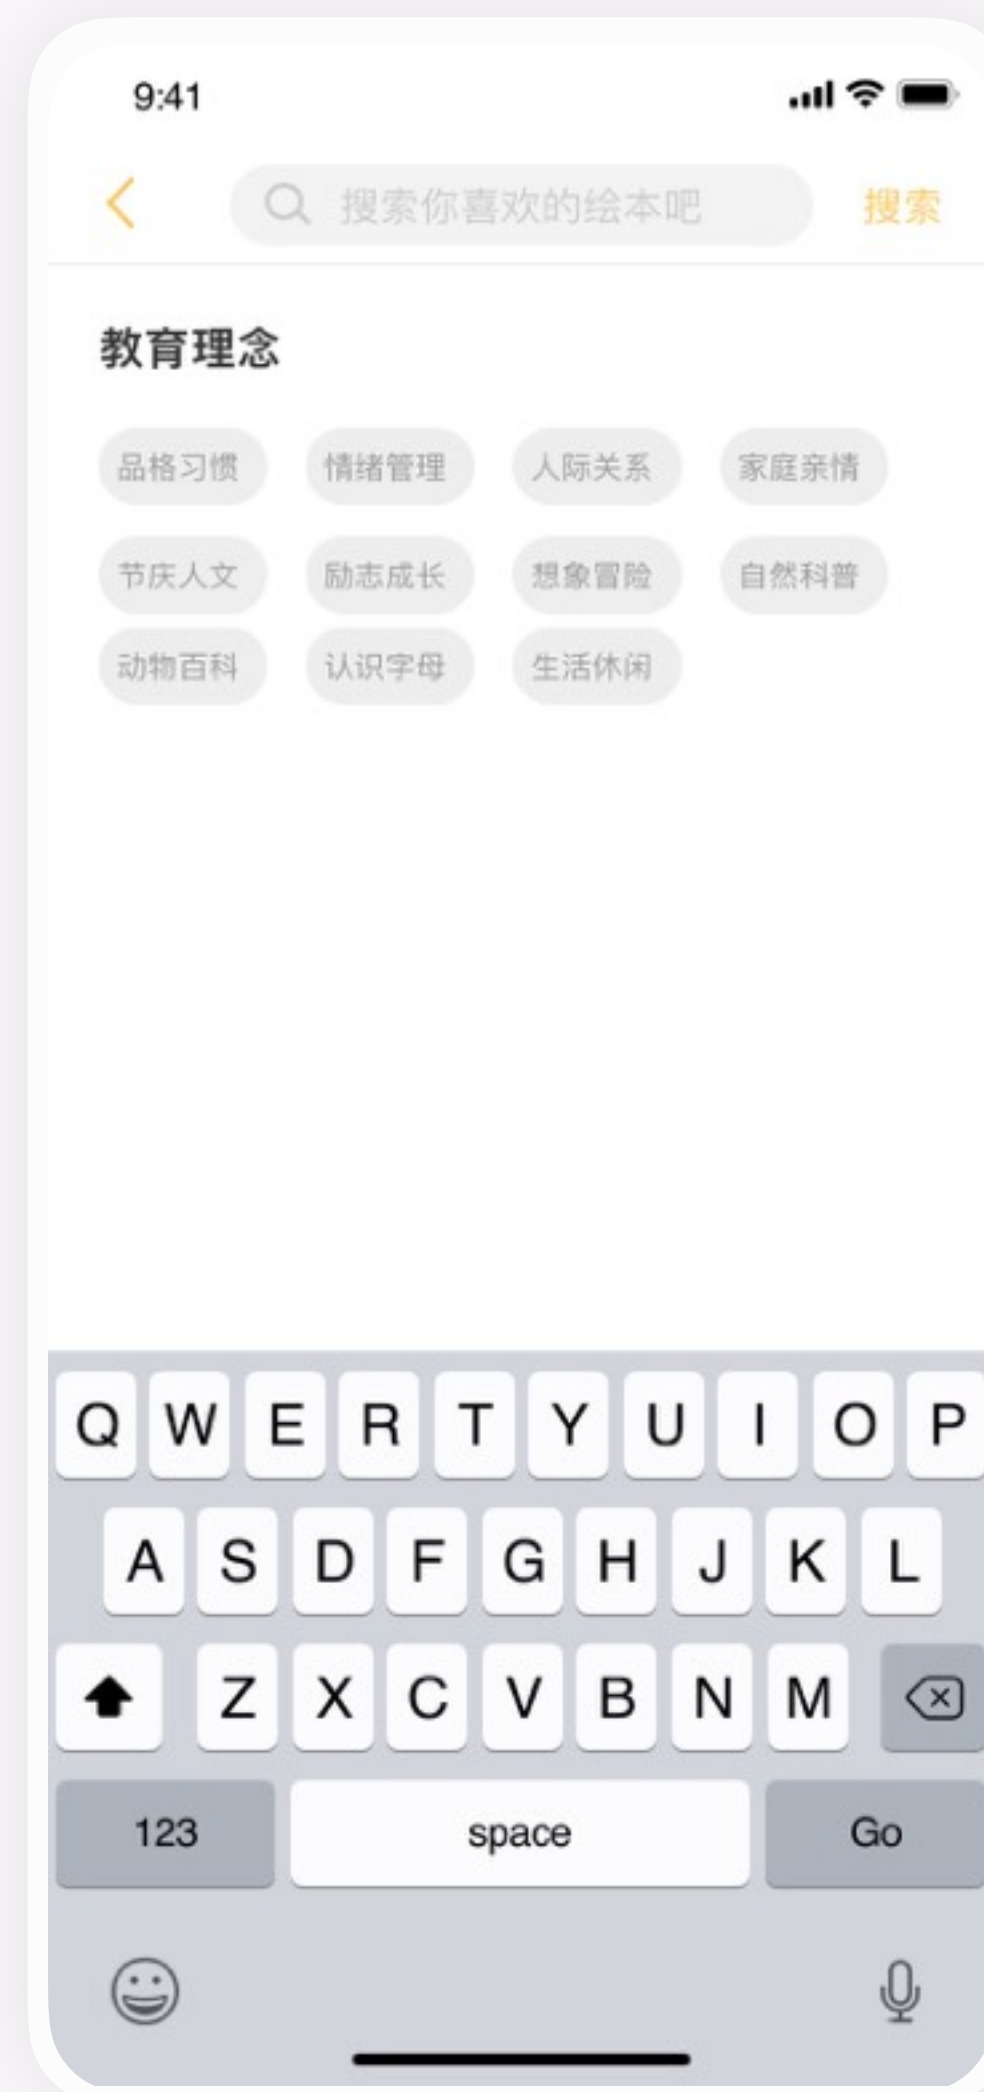 9:41
搜索你喜欢的绘本吧 搜索
教育理念
品格习惯 情绪管理 人际关系 家庭亲情
节庆人文 励志成长 想象冒险 自然科普
动物百科 认识字母 生活休闲
Q W E R T Y U I O P
A S D F G H J K L
Z X C V B N M
123 space Go